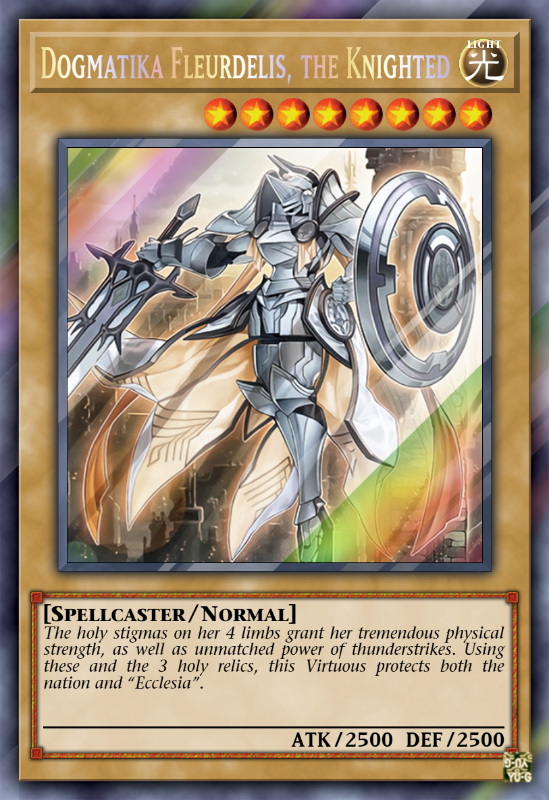 DOGMATIKA FLEURDELIS, THE KNIGHTED
LIGHT
光
[SPELLCASTER/NORMAL]
The holy stigmas on her 4 limbs grant her tremendous physical
strength, as well as unmatched power of thunderstrikes. Using
these and the 3 holy relics, this Virtuous protects both the
nation and “Ecclesia”.
ATK/2500 DEF/2500
YU-G
YU-G